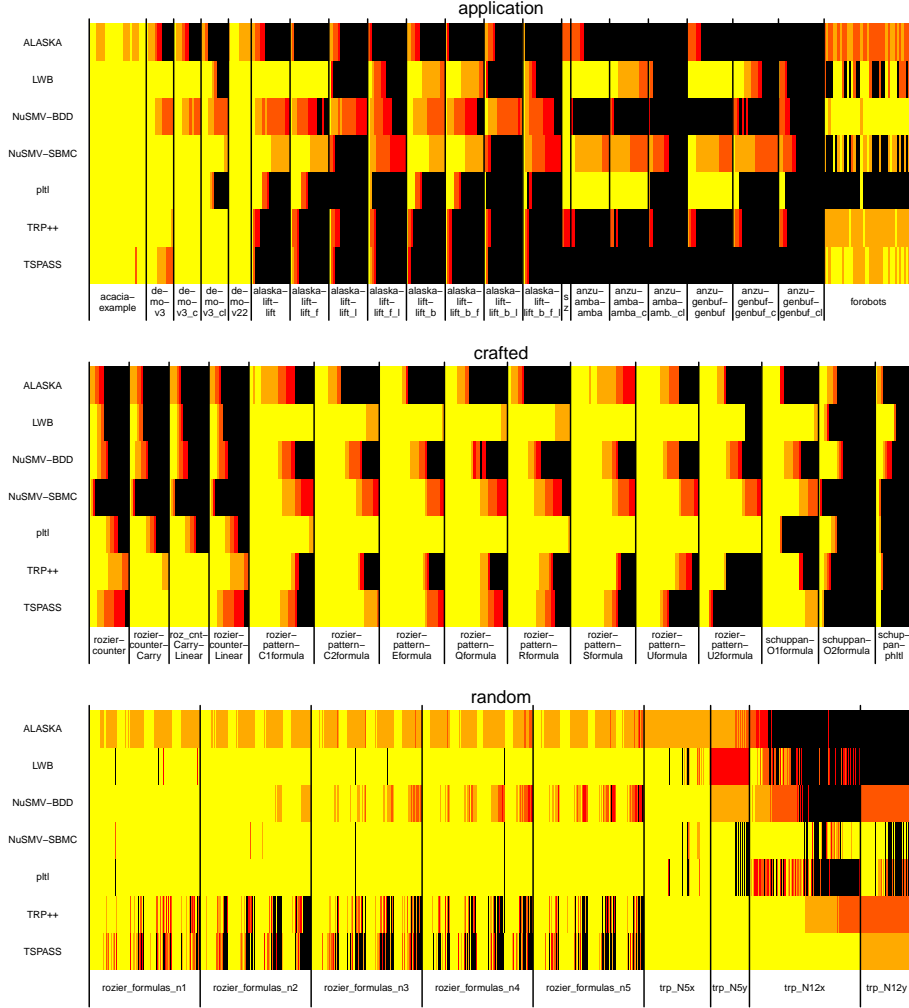 application
ALASKA
LWB
NuSMV−BDD
NuSMV−SBMC
pltl
TRP++
TSPASS
acacia−
example
de−
mo−
v3
de−
mo−
v3_c
de−
mo−
v3_cl
de−
mo−
v22
alaska−
lift−
lift
alaska−
lift−
lift_f
alaska−
lift−
lift_l
alaska−
lift−
lift_f_l
alaska−
lift−
lift_b
alaska−
lift−
lift_b_f
alaska−
lift−
lift_b_l
alaska−
lift−
lift_b_f_l
s
z
anzu−
amba−
amba
anzu−
amba−
amba_c
anzu−
amba−
amb._cl
anzu−
genbuf−
genbuf
anzu−
genbuf−
genbuf_c
anzu−
genbuf−
genbuf_cl
forobots
crafted
ALASKA
LWB
NuSMV−BDD
NuSMV−SBMC
pltl
TRP++
TSPASS
rozier−
counter
rozier−
counter−
Carry
roz_cnt−
Carry−
Linear
rozier−
counter−
Linear
rozier−
pattern−
C1formula
rozier−
pattern−
C2formula
rozier−
pattern−
Eformula
rozier−
pattern−
Qformula
rozier−
pattern−
Rformula
rozier−
pattern−
Sformula
rozier−
pattern−
Uformula
rozier−
pattern−
U2formula
schuppan−
O1formula
schuppan−
O2formula
schup−
pan−
phltl
random
ALASKA
LWB
NuSMV−BDD
NuSMV−SBMC
pltl
TRP++
TSPASS
rozier_formulas_n1
rozier_formulas_n2
rozier_formulas_n3
rozier_formulas_n4
rozier_formulas_n5
trp_N5x
trp_N5y
trp_N12x
trp_N12y